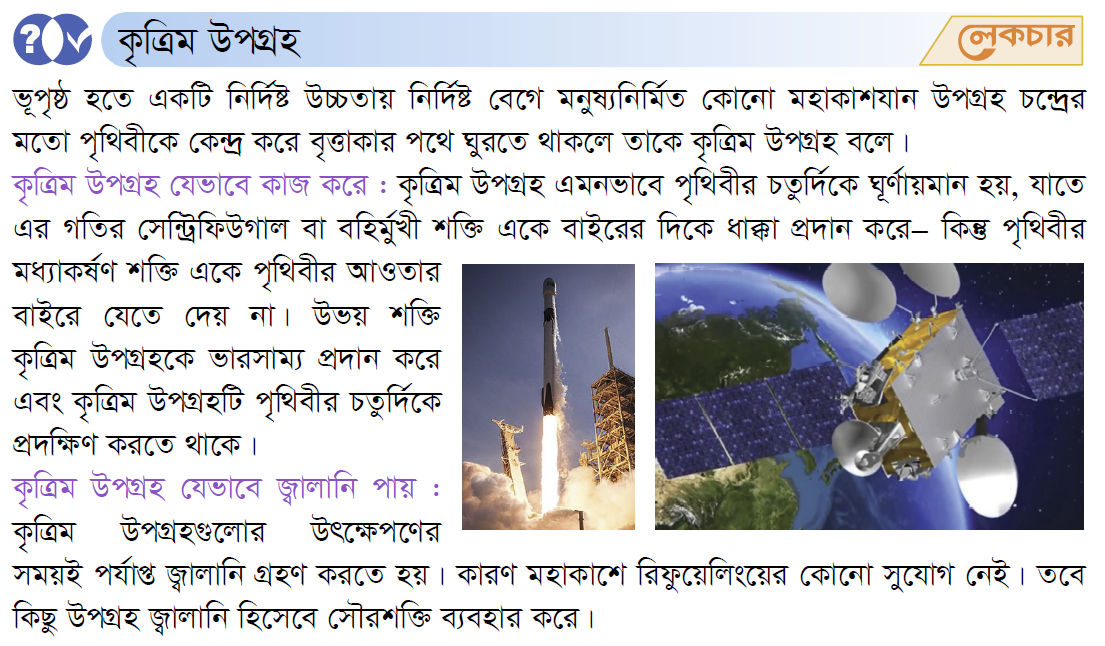 কৃত্রিম উপগ্রহ
লেকচার
ভূপৃষ্ঠ হতে একটি নির্দিষ্ট উচ্চতায় নির্দিষ্ট বেগে মনুষ্যনির্মিত কোনো মহাকাশযান উপগ্রহ চন্দ্রের
মতো পৃথিবীকে কেন্দ্র করে বৃত্তাকার পথে ঘুরতে থাকলে তাকে কৃত্রিম উপগ্রহ বলে।
কৃত্রিম উপগ্রহ যেভাবে কাজ করে : কৃত্রিম উপগ্রহ এমনভাবে পৃথিবীর চতুর্দিকে ঘূর্ণায়মান হয়, যাতে
এর গতির সেন্ট্রিফিউগাল বা বহির্মুখী শক্তি একে বাইরের দিকে ধাক্কা প্রদান করে– কিন্তু পৃথিবীর
মধ্যাকর্ষণ শক্তি একে পৃথিবীর আওতার
বাইরে যেতে দেয় না। উভয় শক্তি
কৃত্রিম উপগ্রহকে ভারসাম্য প্রদান করে
এবং কৃত্রিম উপগ্রহটি পৃথিবীর চতুর্দিকে
প্রদক্ষিণ করতে থাকে।
কৃত্রিম উপগ্রহ যেভাবে জ্বালানি পায় :
কৃত্রিম উপগ্রহগুলোর উৎক্ষেপণের
সময়ই পর্যাপ্ত জ্বালানি গ্রহণ করতে হয়। কারণ মহাকাশে রিফুয়েলিংয়ের কোনো সুযোগ নেই। তবে
কিছু উপগ্রহ জ্বালানি হিসেবে সৌরশক্তি ব্যবহার করে।